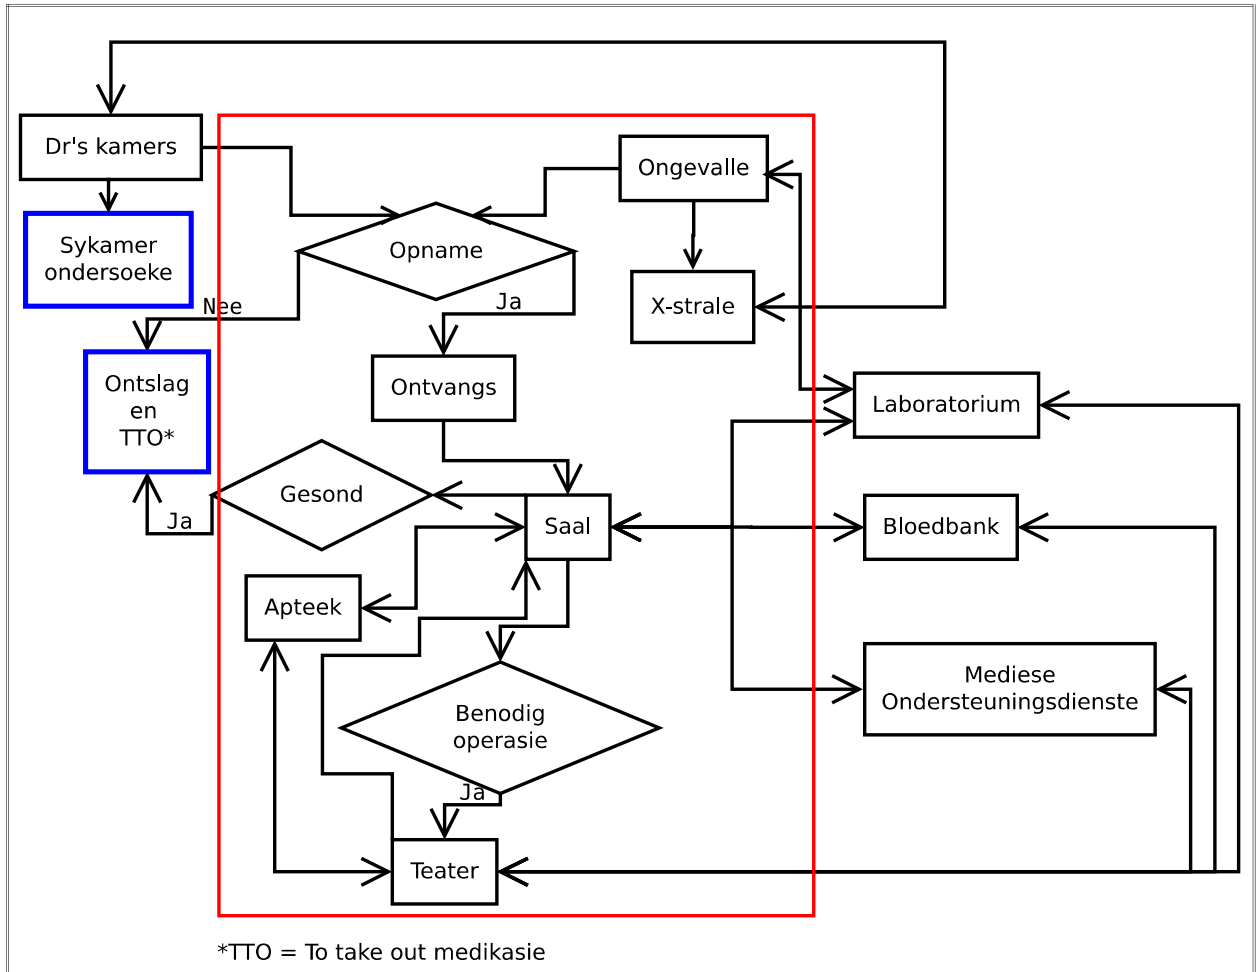 Dr's kamers
Ongevalle
Sykamer
ondersoeke
Opname
Nee
Ja
X-strale
Ontslag
en
TTO*
Ontvangs
Laboratorium
Gesond
Ja
Saal
Bloedbank
Apteek
Mediese
Ondersteuningsdienste
Benodig
operasie
Ja
Teater
*TTO = To take out medikasie